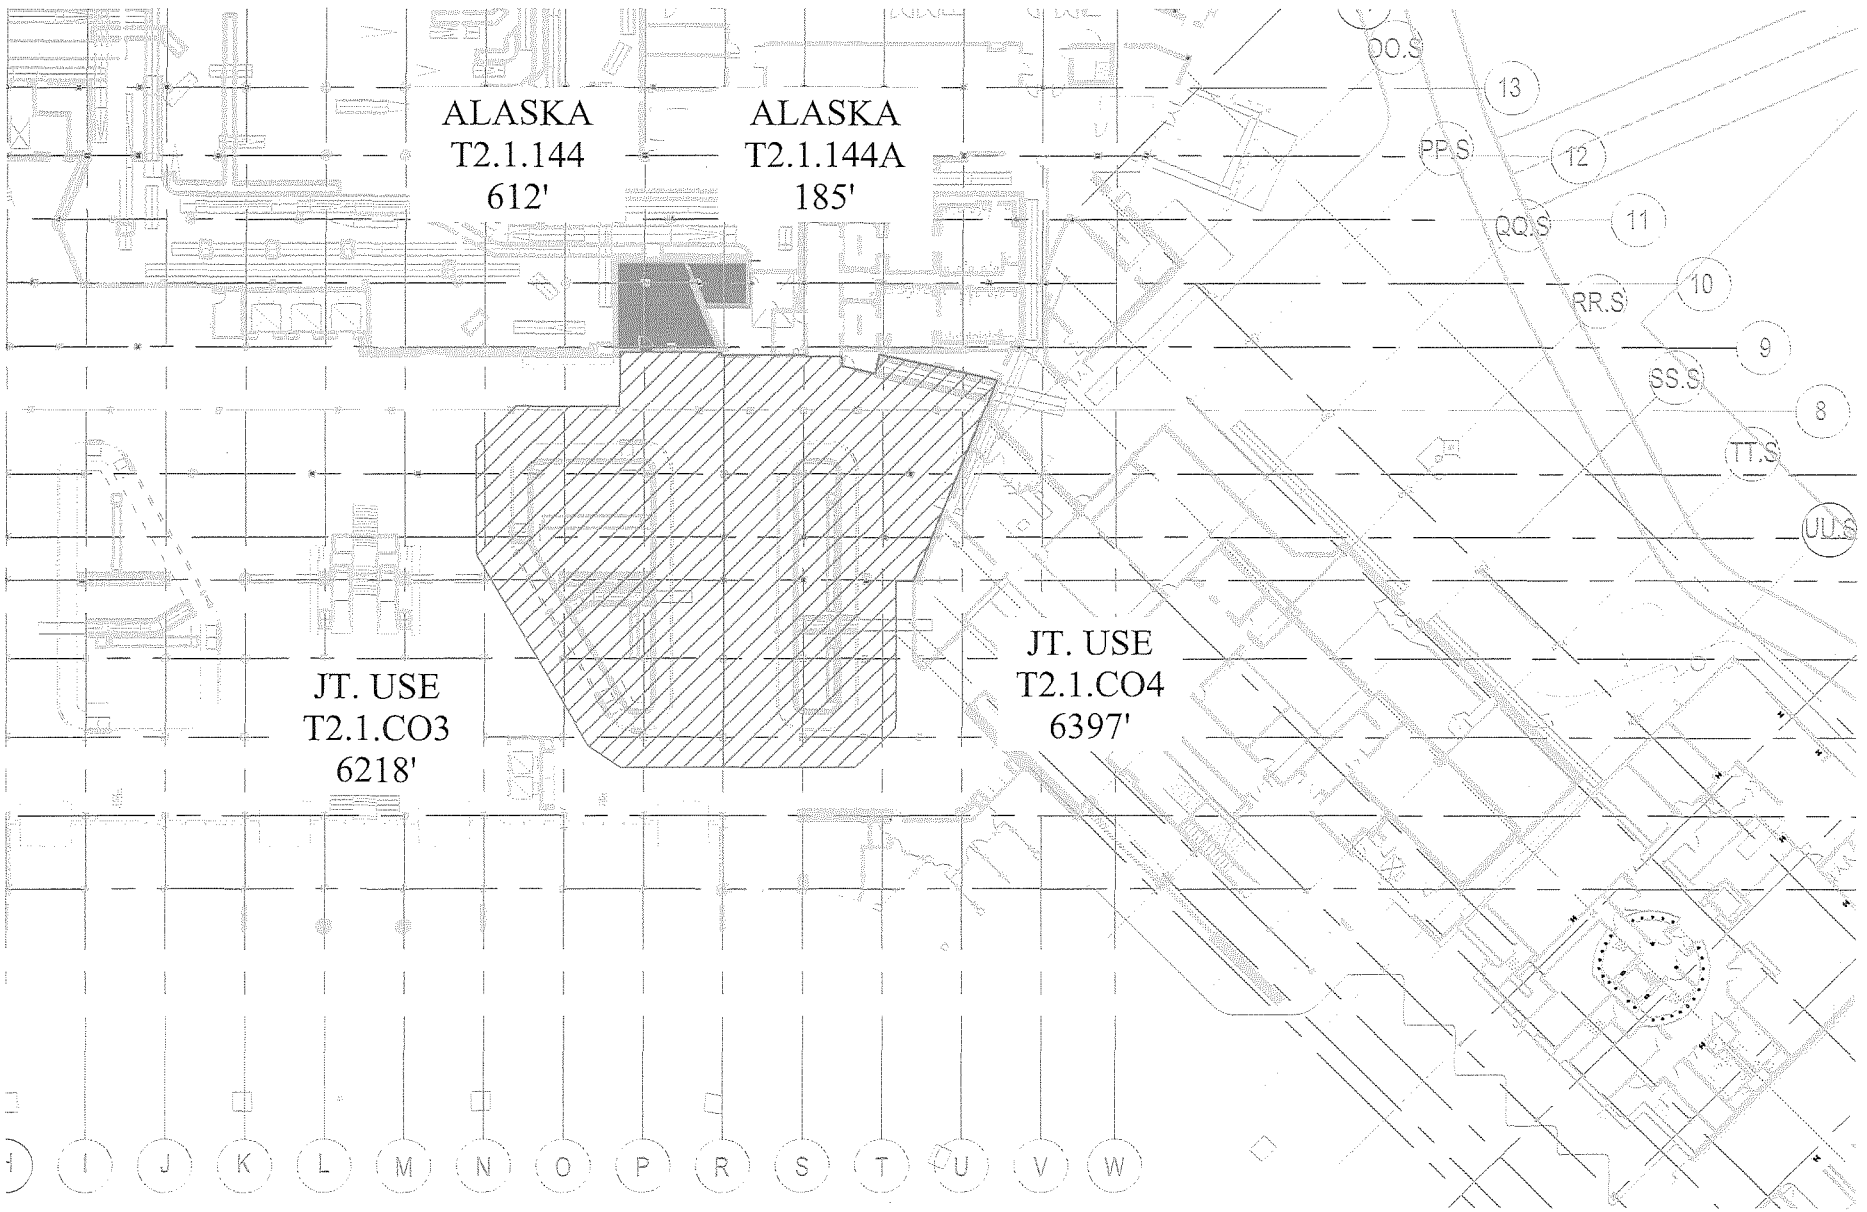 OO.S
13
ALASKA
T2.1.144
612'
ALASKA
T2.1.144A
185'
PP.S
12
QQ.S
11
RR.S
10
9
SS.S
8
TT.S
UU.S
JT. USE
T2.1.CO3
6218'
JT. USE
T2.1.CO4
6397'
I
J
K
L
M
N
O
P
R
S
T
U
V
W